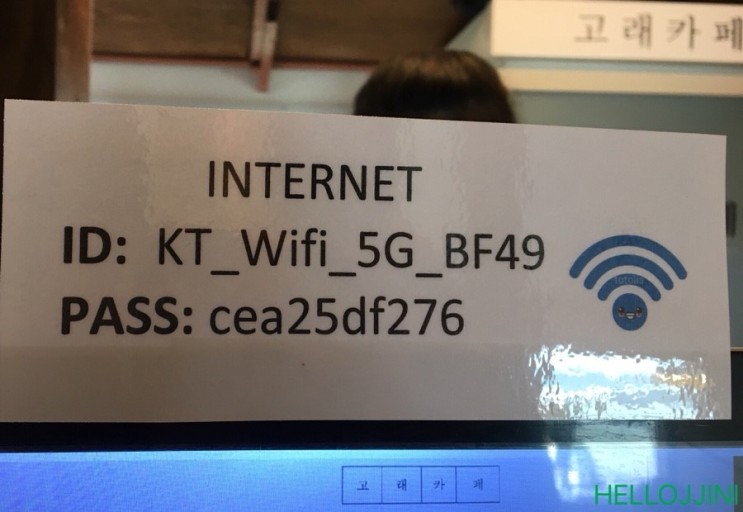 고래카페
INTERNET
ID: KT_Wifi_5G_BF49
PASS: cea25df276
고래카페
HELLOJJINI